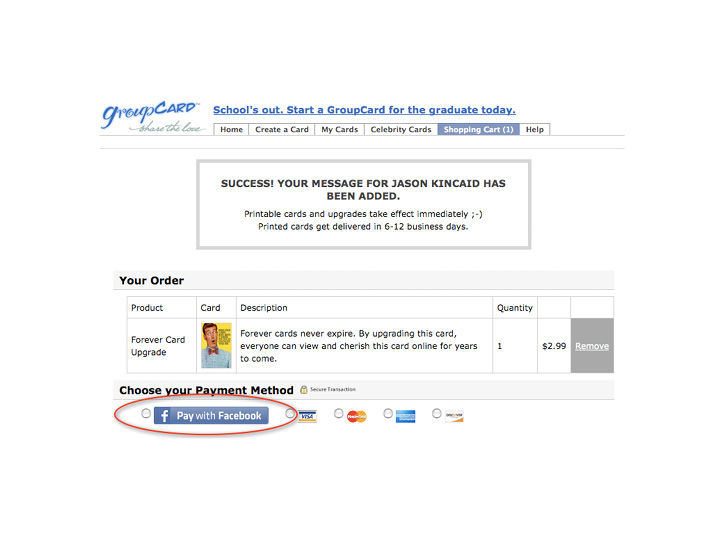 groupCARD™
share the love
School's out. Start a GroupCard for the graduate today.
Home Create a Card My Cards Celebrity Cards Shopping Cart (1) Help
SUCCESS! YOUR MESSAGE FOR JASON KINCAID HAS
BEEN ADDED.
Printable cards and upgrades take effect immediately ;-)
Printed cards get delivered in 6-12 business days.
Your Order
Product Card Description Quantity
Forever Card
Upgrade
Forever cards never expire. By upgrading this card,
everyone can view and cherish this card online for years
to come.
1 $2.99 Remove
Choose your Payment Method Secure Transaction
f Pay with Facebook VISA MasterCard DISCOVER